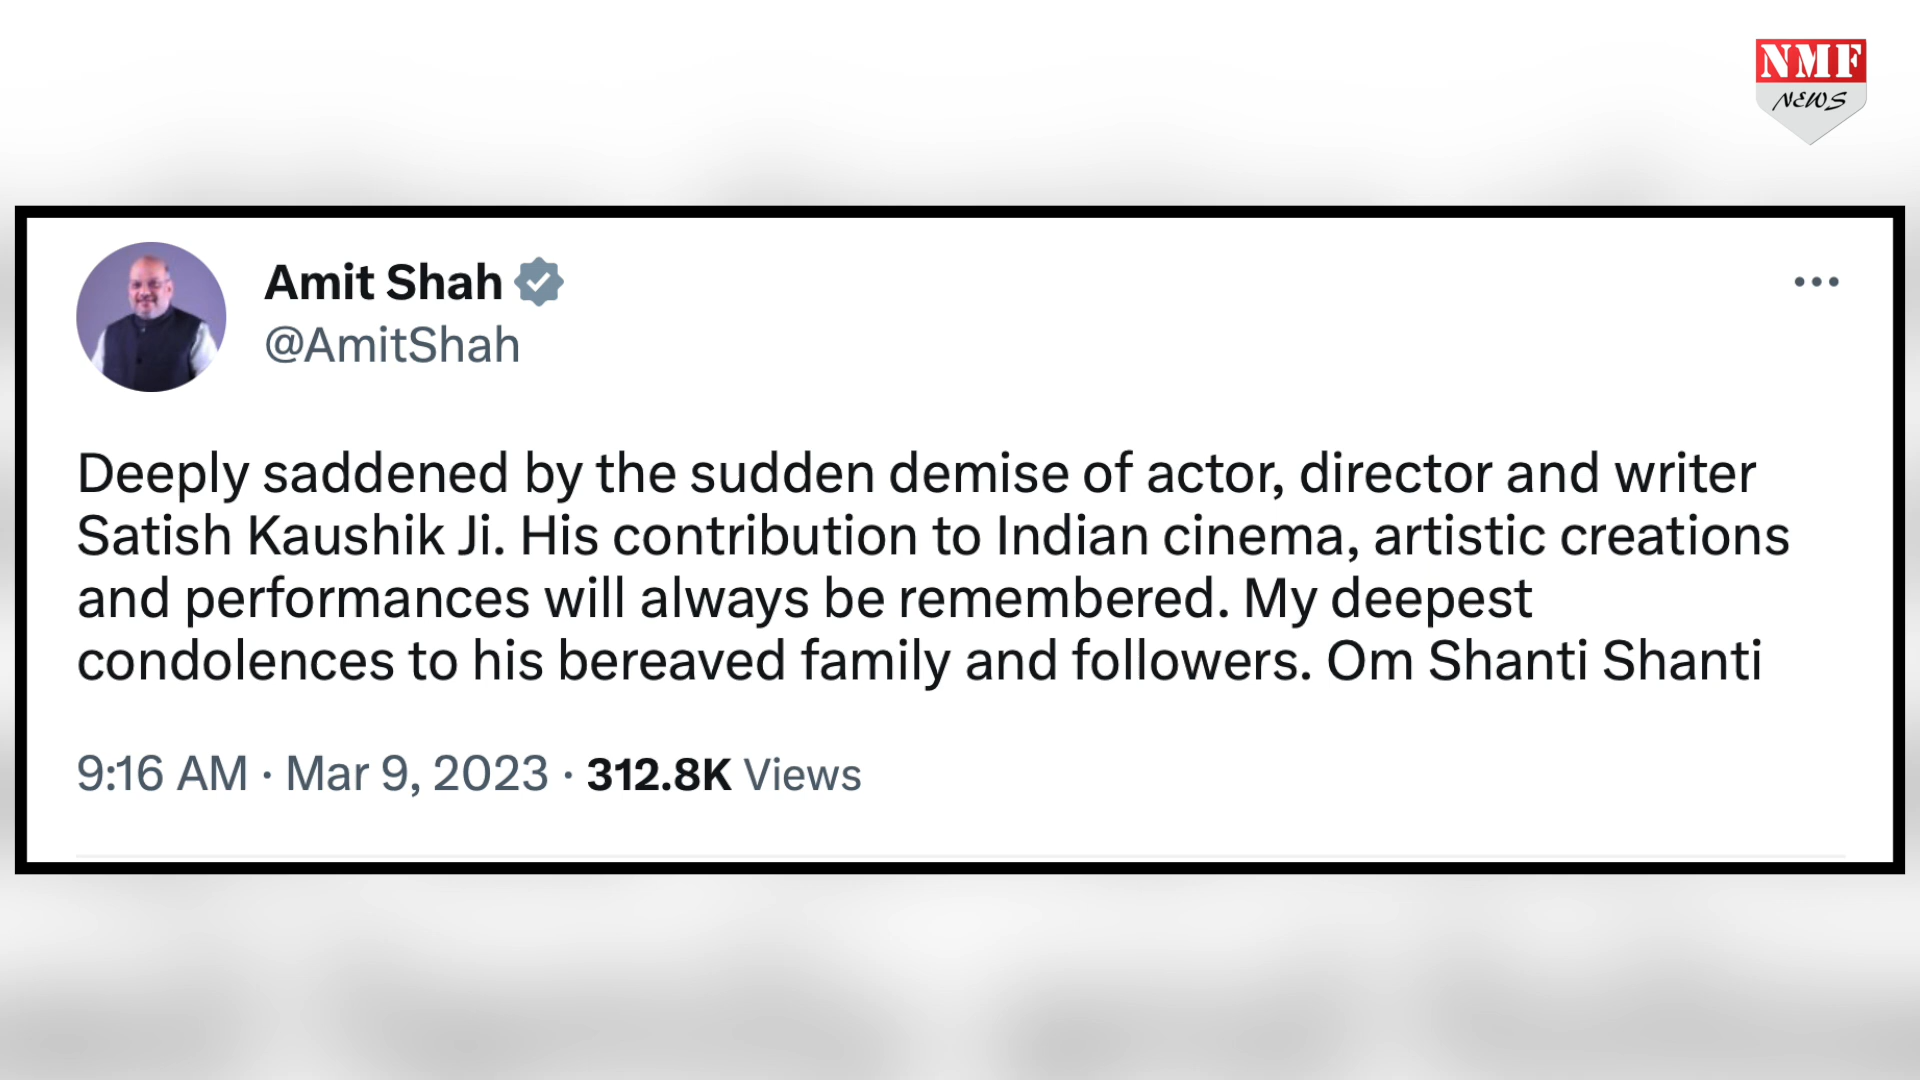 NMF
NEWS
Amit Shah
@AmitShah
Deeply saddened by the sudden demise of actor, director and writer
Satish Kaushik Ji. His contribution to Indian cinema, artistic creations
and performances will always be remembered. My deepest
condolences to his bereaved family and followers. Om Shanti Shanti
9:16 AM · Mar 9, 2023 · 312.8K Views